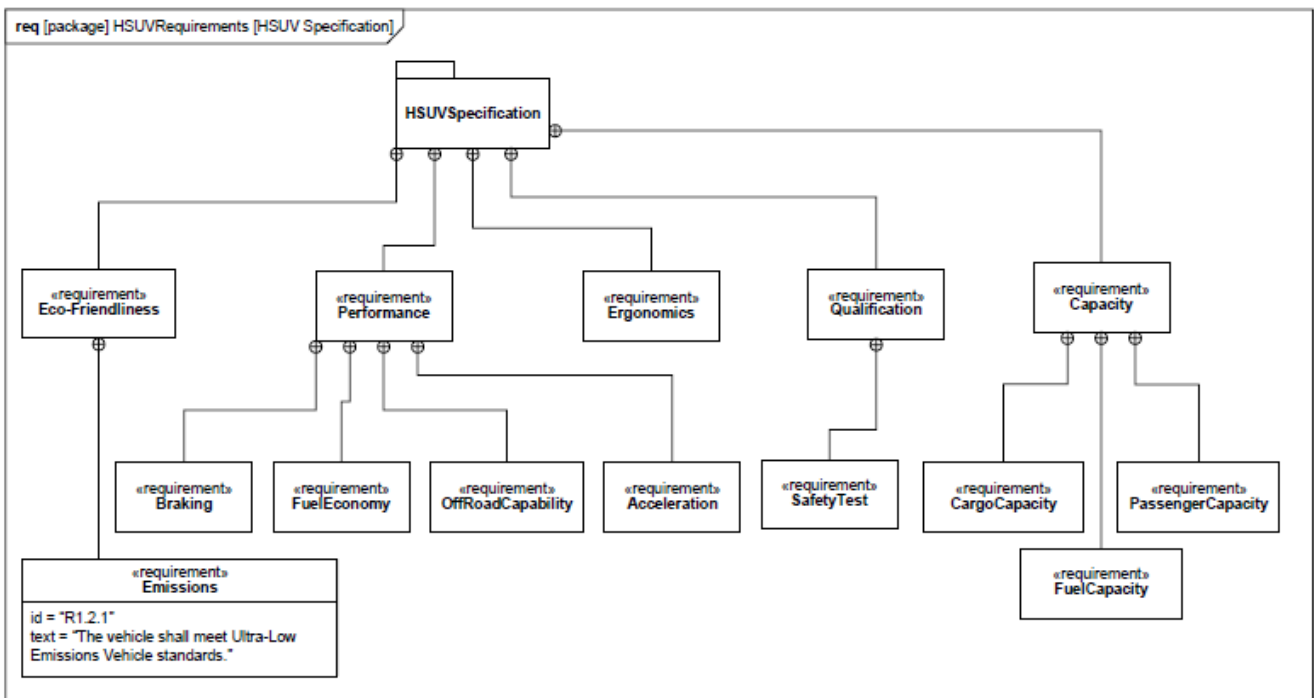 req [package] HSUVRequirements [HSUV Specification]
HSUVSpecification
«requirement»
Eco-Friendliness
«requirement»
Performance
«requirement»
Ergonomics
«requirement»
Qualification
«requirement»
Capacity
«requirement»
Braking
«requirement»
FuelEconomy
«requirement»
OffRoadCapability
«requirement»
Acceleration
«requirement»
SafetyTest
«requirement»
CargoCapacity
«requirement»
PassengerCapacity
«requirement»
Emissions
id = "R1.2.1"
text = "The vehicle shall meet Ultra-Low
Emissions Vehicle standards."
«requirement»
FuelCapacity